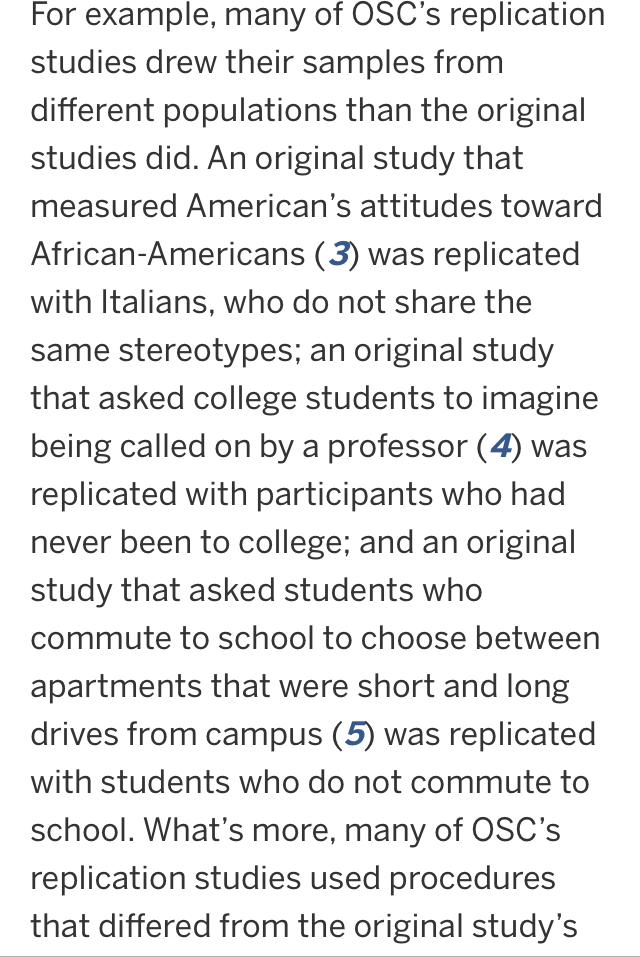 For example, many of OSC’s replication
studies drew their samples from
different populations than the original
studies did. An original study that
measured American’s attitudes toward
African-Americans (3) was replicated
with Italians, who do not share the
same stereotypes; an original study
that asked college students to imagine
being called on by a professor (4) was
replicated with participants who had
never been to college; and an original
study that asked students who
commute to school to choose between
apartments that were short and long
drives from campus (5) was replicated
with students who do not commute to
school. What’s more, many of OSC’s
replication studies used procedures
that differed from the original study’s